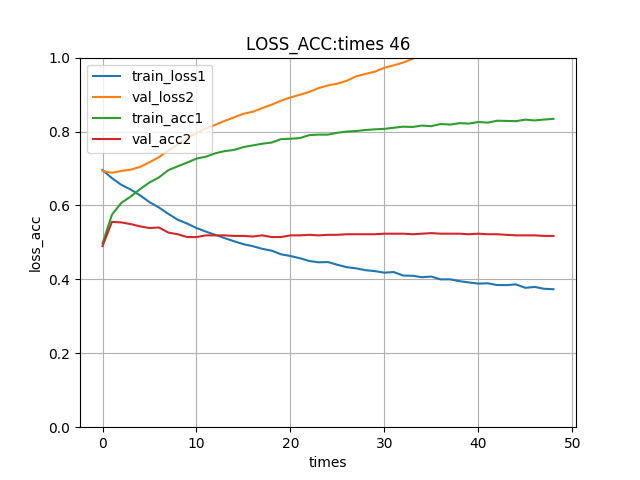 LOSS_ACC:times 46
1.0
0.8
0.6
0.4
0.2
0.0
loss_acc
train_loss1
val_loss2
train_acc1
val_acc2
0 10 20 30 40 50
times